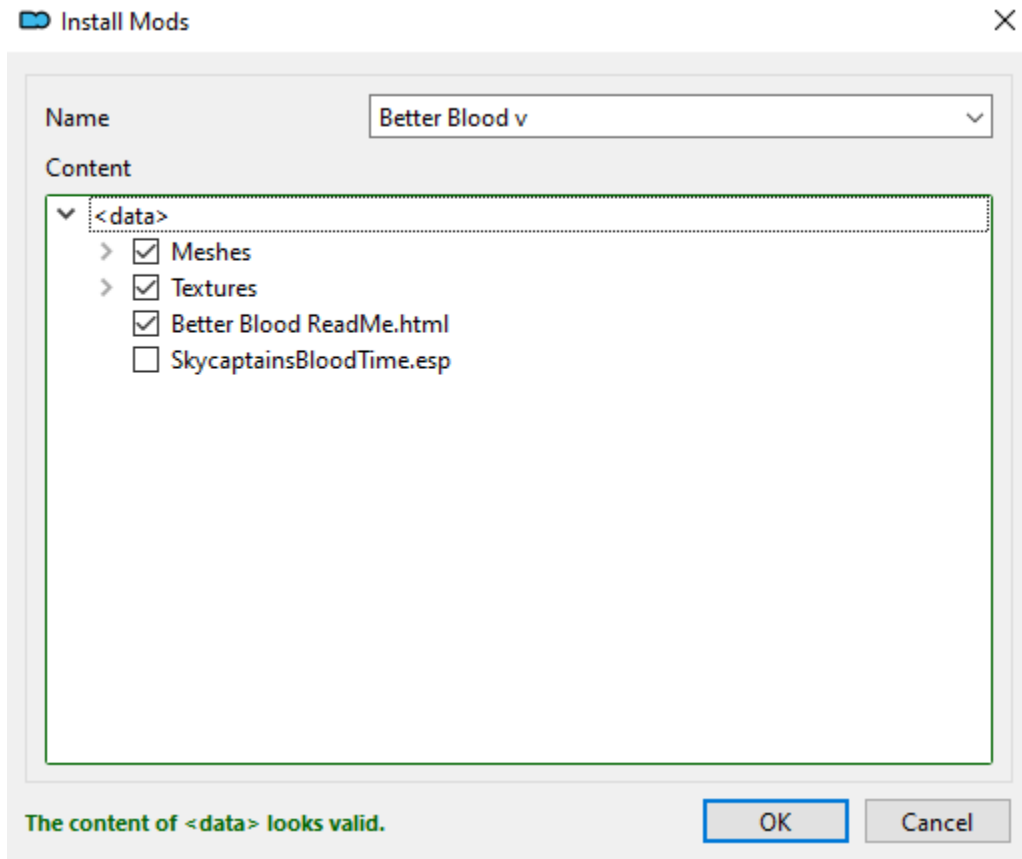 Install Mods
Name
Better Blood v
Content
<data>
Meshes
Textures
Better Blood ReadMe.html
SkycaptainsBloodTime.esp
The content of <data> looks valid.
OK
Cancel